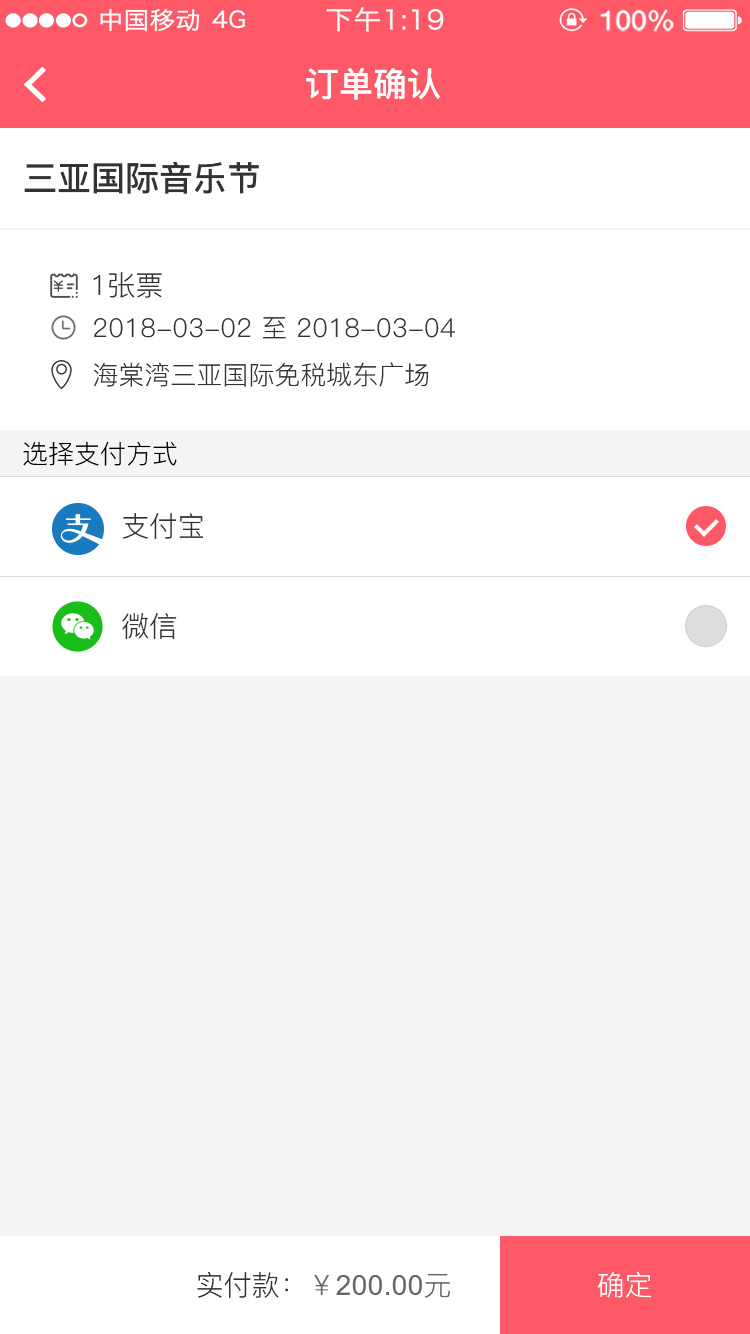 中国移动 4G 下午1:19 100%
订单确认
三亚国际音乐节
1张票
2018-03-02 至 2018-03-04
海棠湾三亚国际免税城东广场
选择支付方式
支付宝
微信
实付款: ¥200.00元 确定